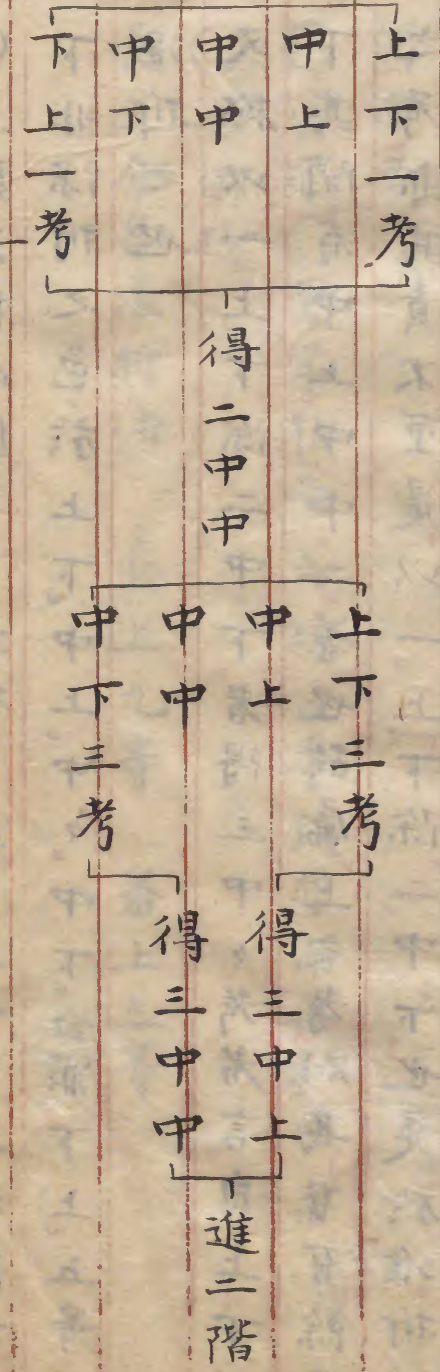 上下一考
中上
中中
中下
下上一考
得二中中
上下三考
中上
中中
中下三考
得三中上
得三中中
進二階